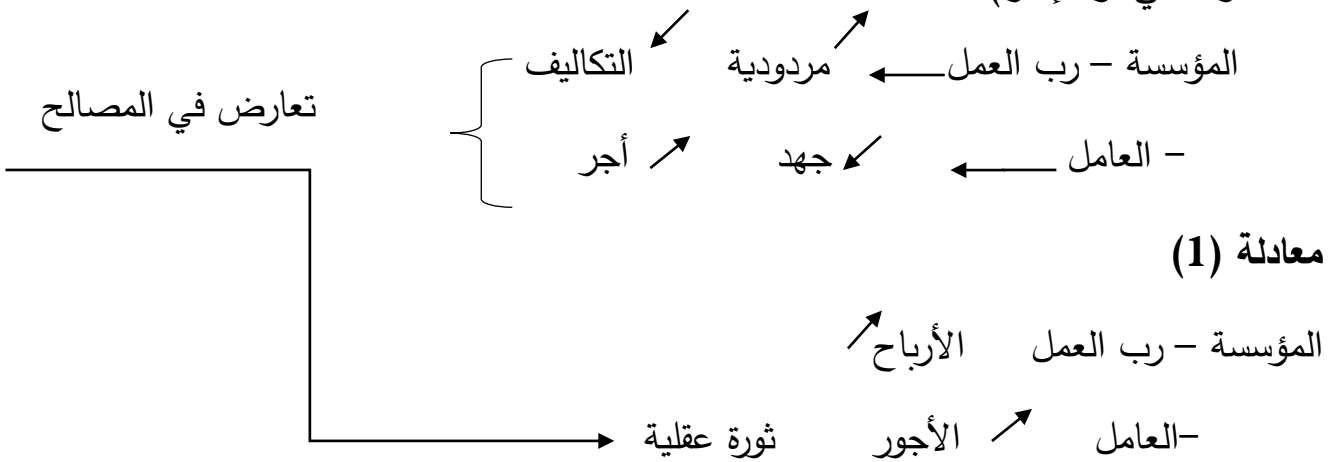 المؤسسة – رب العمل مردودية التكاليف
تعارض في المصالح
– العامل جهد أجر
معادلة (1)
المؤسسة – رب العمل الأرباح
–العامل الأجور ثورة عقلية